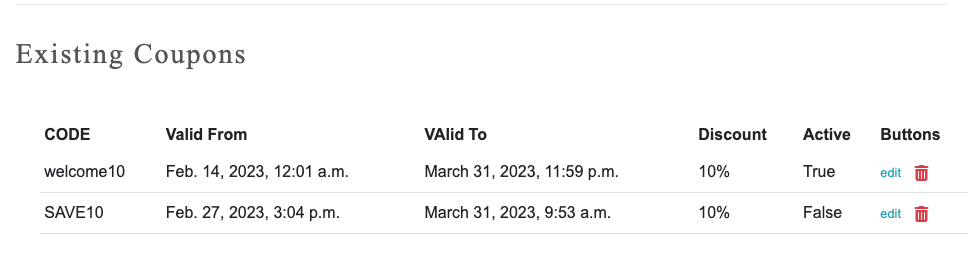 Existing Coupons
CODE Valid From VAlid To Discount Active Buttons
welcome10 Feb. 14, 2023, 12:01 a.m. March 31, 2023, 11:59 p.m. 10% True edit
SAVE10 Feb. 27, 2023, 3:04 p.m. March 31, 2023, 9:53 a.m. 10% False edit